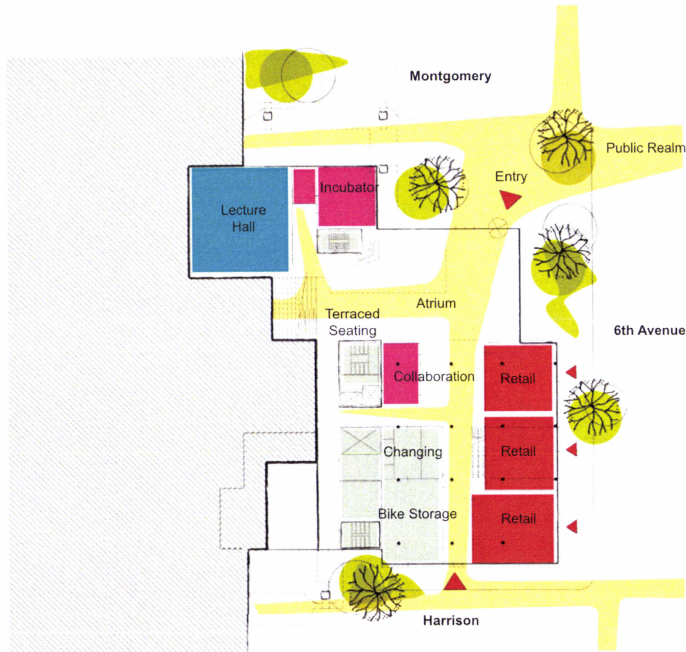 Montgomery
Public Realm
Entry
Incubator
Lecture
Hall
Atrium
Terraced
Seating
6th Avenue
Collaboration
Retail
Changing
Retail
Bike Storage
Retail
Harrison